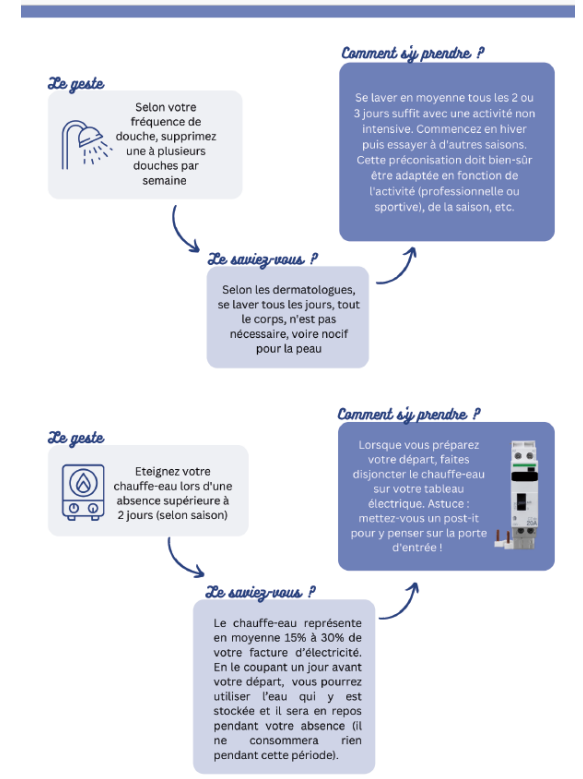 Le geste
Selon votre
fréquence de
douche, supprimez
une à plusieurs
douches par
semaine
Le saviez-vous ?
Selon les dermatologues,
se laver tous les jours, tout
le corps, n'est pas
nécessaire, voire nocif
pour la peau
Comment s'y prendre ?
Se laver en moyenne tous les 2 ou
3 jours suffit avec une activité non
intensive. Commencez en hiver
puis essayer à d'autres saisons.
Cette préconisation doit bien-sûr
être adaptée en fonction de
l'activité (professionelle ou
sportive), de la saison, etc.
Le geste
Eteignez votre
chauffe-eau lors d'une
absence supérieure à
2 jours (selon saison)
Le saviez-vous ?
Le chauffe-eau représente
en moyenne 15% à 30% de
votre facture d'électricité.
En le coupant un jour avant
votre départ, vous pourrez
utiliser l'eau qui y est
stockée et il sera en repos
pendant votre absence (il
ne consommera rien
pendant cette période).
Comment s'y prendre ?
Lorsque vous préparez
votre départ, faites
disjoncter le chauffe-eau
sur votre tableau
électrique. Astuce :
mettez-vous un post-it
pour y penser sur la porte
d'entrée !